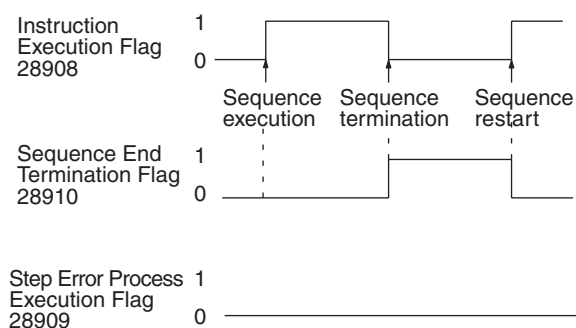 Instruction
Execution Flag
28908
1
0
Sequence execution
Sequence termination
Sequence restart
Sequence End
Termination Flag
28910
1
0
Step Error Process
Execution Flag
28909
1
0